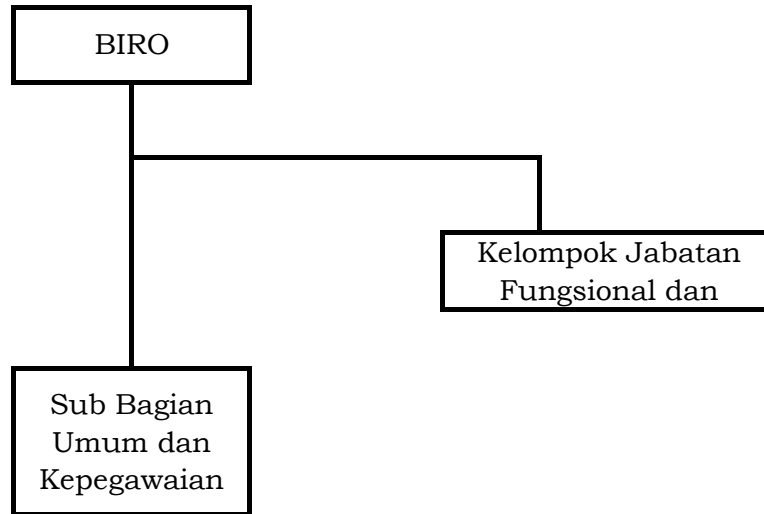 BIRO
Kelompok Jabatan
Fungsional dan
Sub Bagian
Umum dan
Kepegawaian